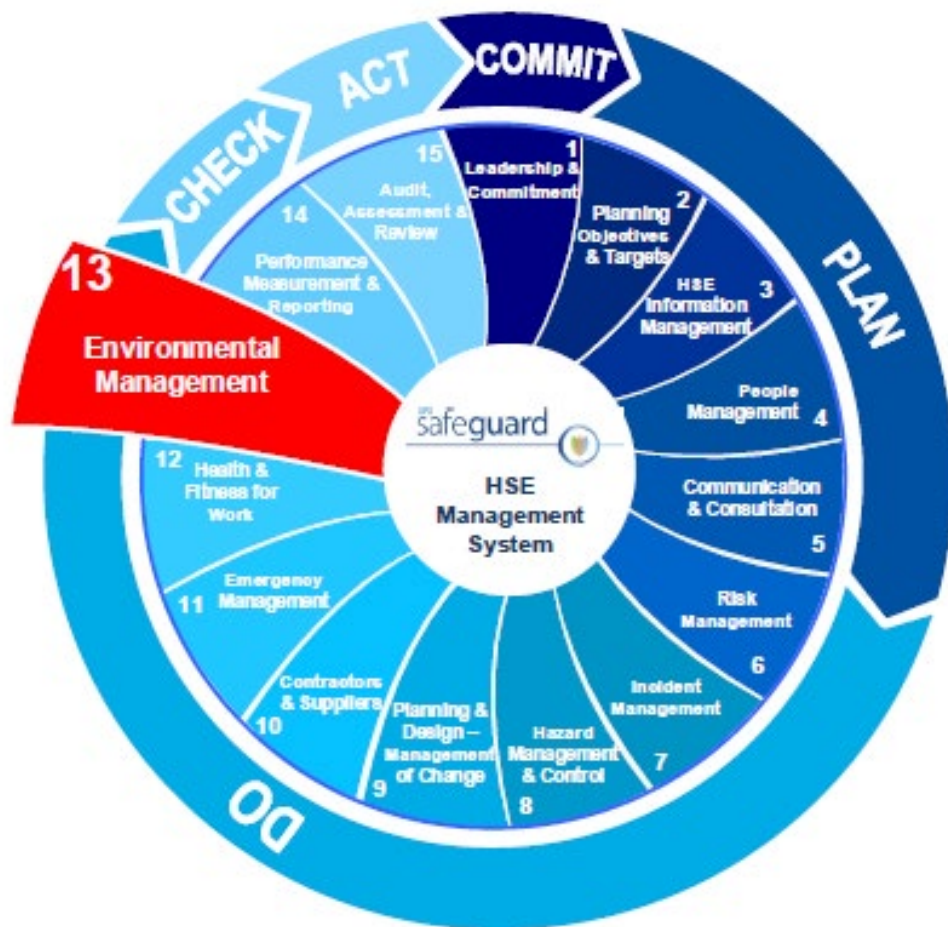 COMMIT
PLAN
DO
CHECK
ACT
1
Leadership &
Commitment
2
Planning
Objectives
& Targets
3
HSE
Information
Management
People
Management
4
Communication
& Consultation
5
Risk
Management
6
Incident
Management
7
Hazard
Management
& Control
8
Planning &
Design –
Management
of Change
9
Contractors
& Suppliers
10
Emergency
Management
11
12
Health &
Fitness for
Work
13
Environmental
Management
14
Performance
Measurement &
Reporting
15
Audit,
Assessment &
Review
safeguard
HSE
Management
System